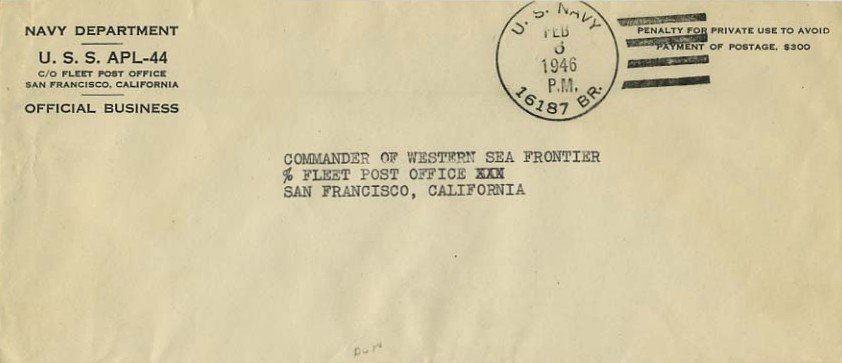 NAVY DEPARTMENT
U. S. S. APL-44
C/O FLEET POST OFFICE
SAN FRANCISCO, CALIFORNIA
OFFICIAL BUSINESS
U. S. NAVY
FEB
6
1946
P.M.
16187 BR.
PENALTY FOR PRIVATE USE TO AVOID
PAYMENT OF POSTAGE, $300
COMMANDER OF WESTERN SEA FRONTIER
% FLEET POST OFFICE XXX
SAN FRANCISCO, CALIFORNIA